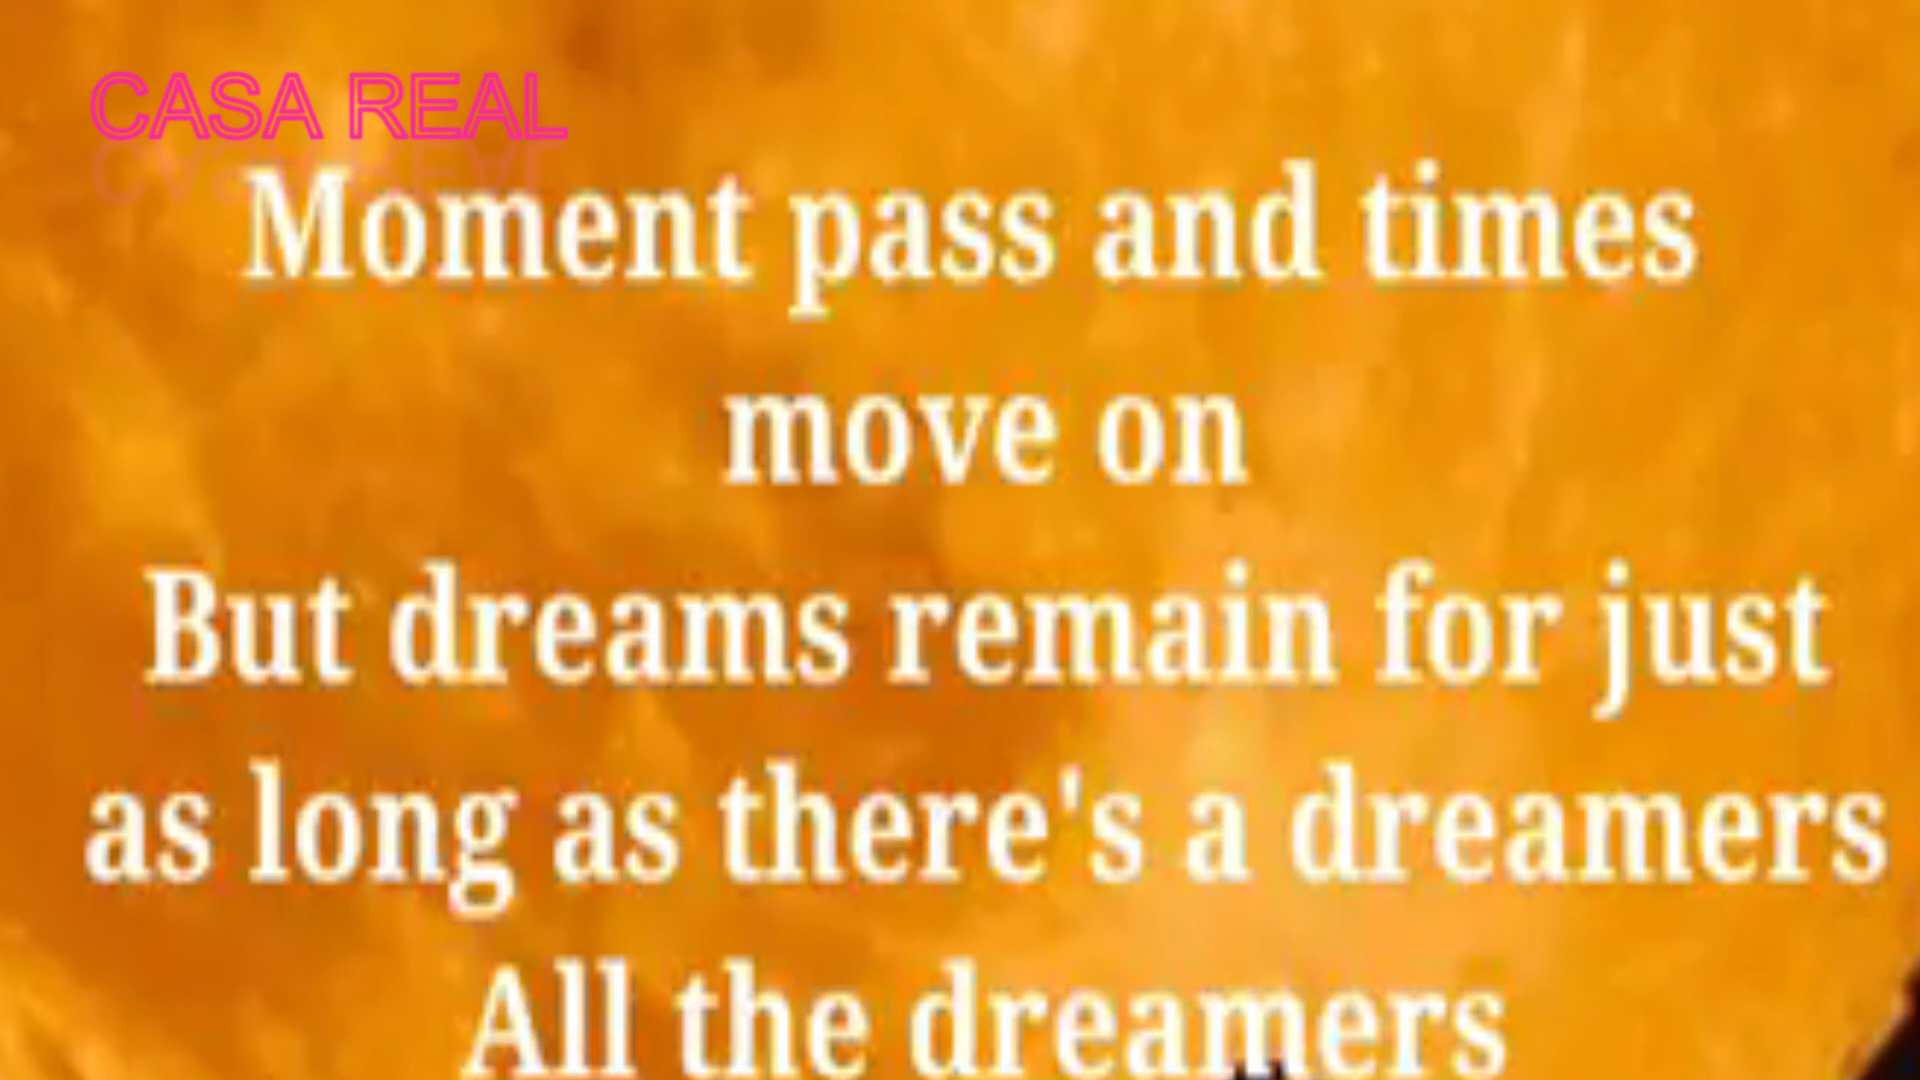 CASA REAL
Moment pass and times
move on
But dreams remain for just
as long as there's a dreamers
All the dreamers